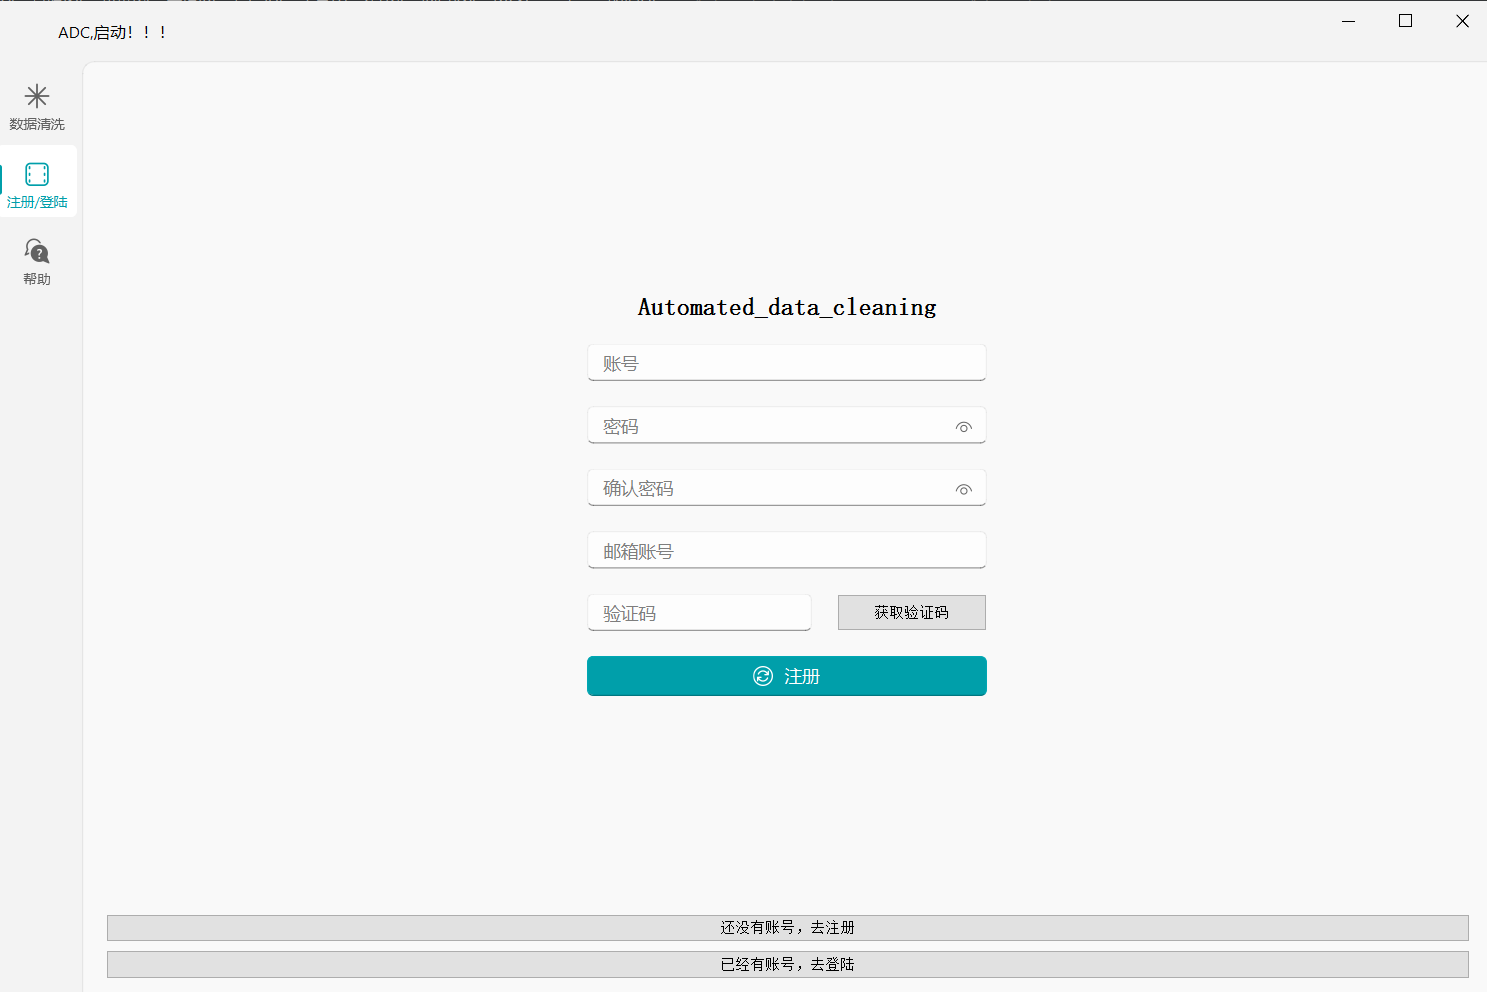 ADC,启动！！！
数据清洗
注册/登陆
帮助
Automated_data_cleaning
账号
密码
确认密码
邮箱账号
验证码
获取验证码
注册
还没有账号，去注册
已经有账号，去登陆